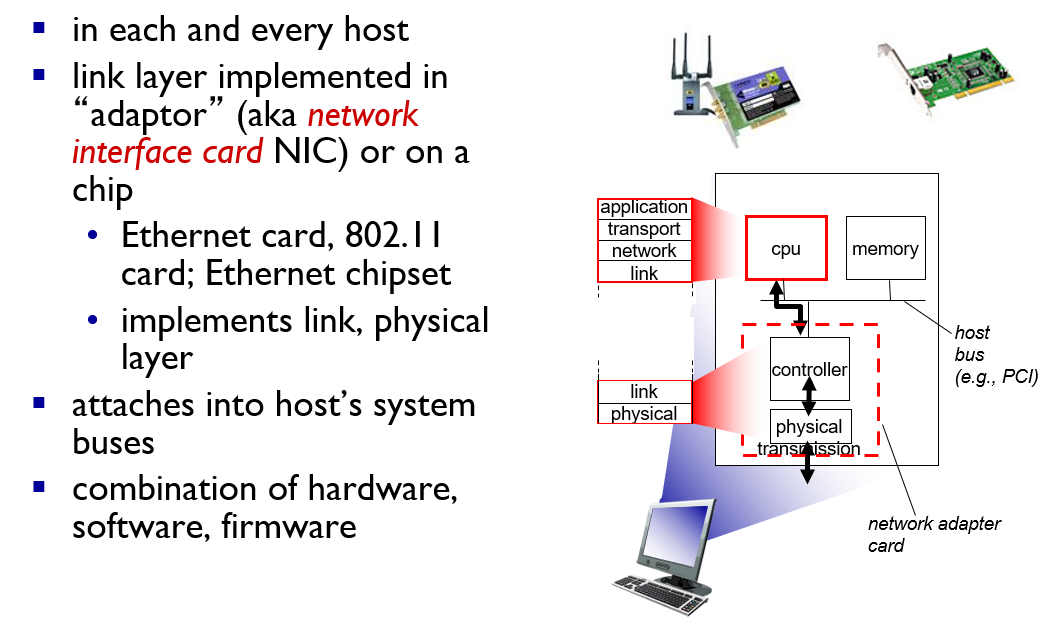 in each and every host
link layer implemented in
“adaptor” (aka network
interface card NIC) or on a
chip
Ethernet card, 802.11
card; Ethernet chipset
implements link, physical
layer
attaches into host’s system
buses
combination of hardware,
software, firmware
application
transport
network
link
cpu
memory
host
bus
(e.g., PCI)
controller
link
physical
physical
transmission
network adapter
card